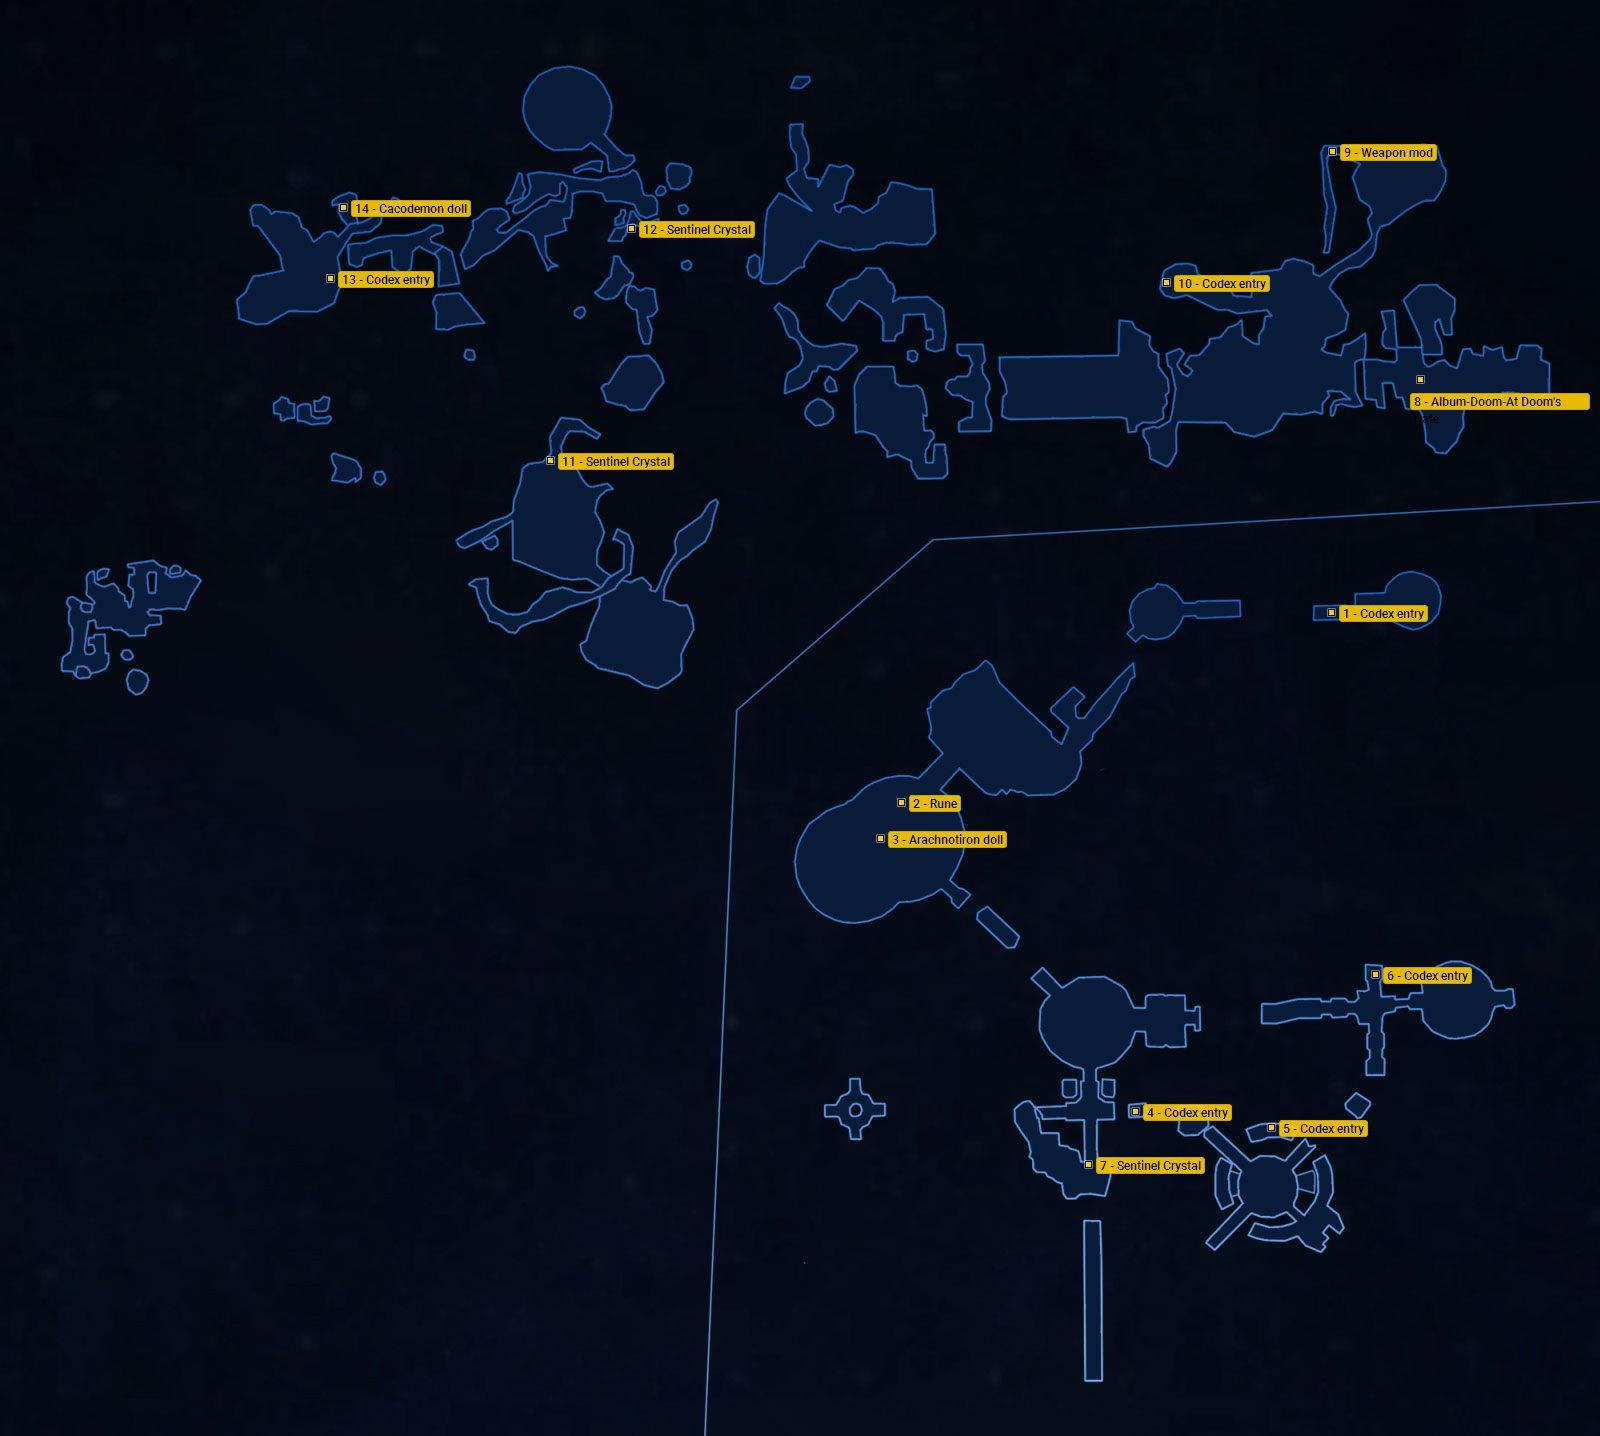 9 - Weapon mod
14 - Cacodemon doll
12 - Sentinel Crystal
13 - Codex entry
10 - Codex entry
8 - Album-Doom-At Doom's
11 - Sentinel Crystal
1 - Codex entry
2 - Rune
3 - Arachnotiron doll
6 - Codex entry
4 - Codex entry
5 - Codex entry
7 - Sentinel Crystal